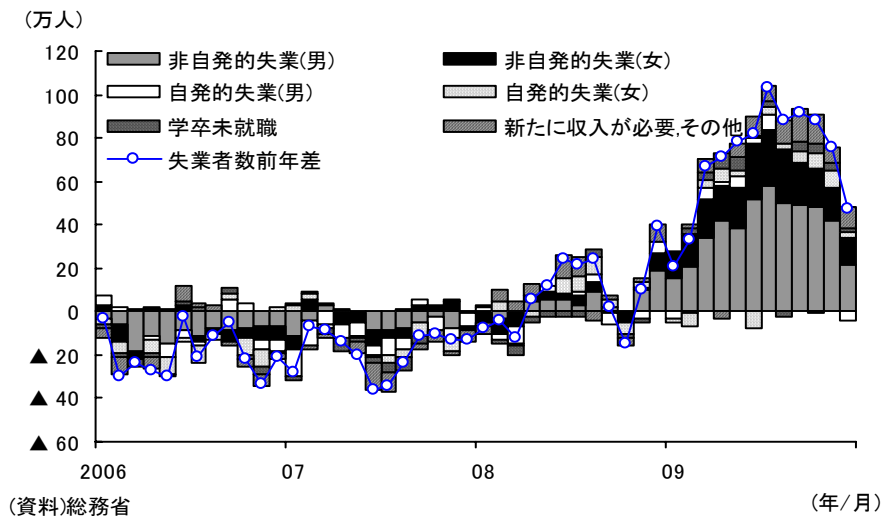 (万人)
120
100
80
60
40
20
0
▲ 20
▲ 40
▲ 60
非自発的失業(男)
非自発的失業(女)
自発的失業(男)
自発的失業(女)
学卒未就職
新たに収入が必要,その他
失業者数前年差
2006 07 08 09
(資料)総務省
(年/月)